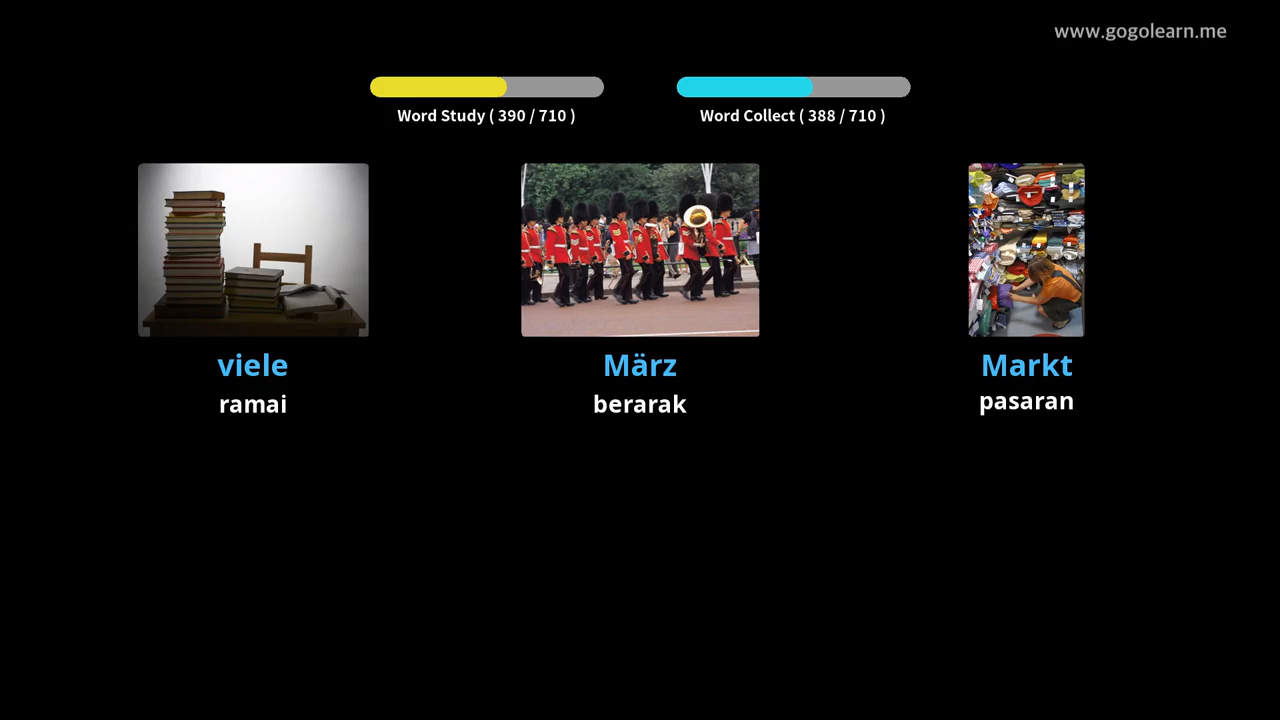 www.gogolearn.me
Word Study ( 390 / 710 )
Word Collect ( 388 / 710 )
viele
ramai
März
berarak
Markt
pasaran